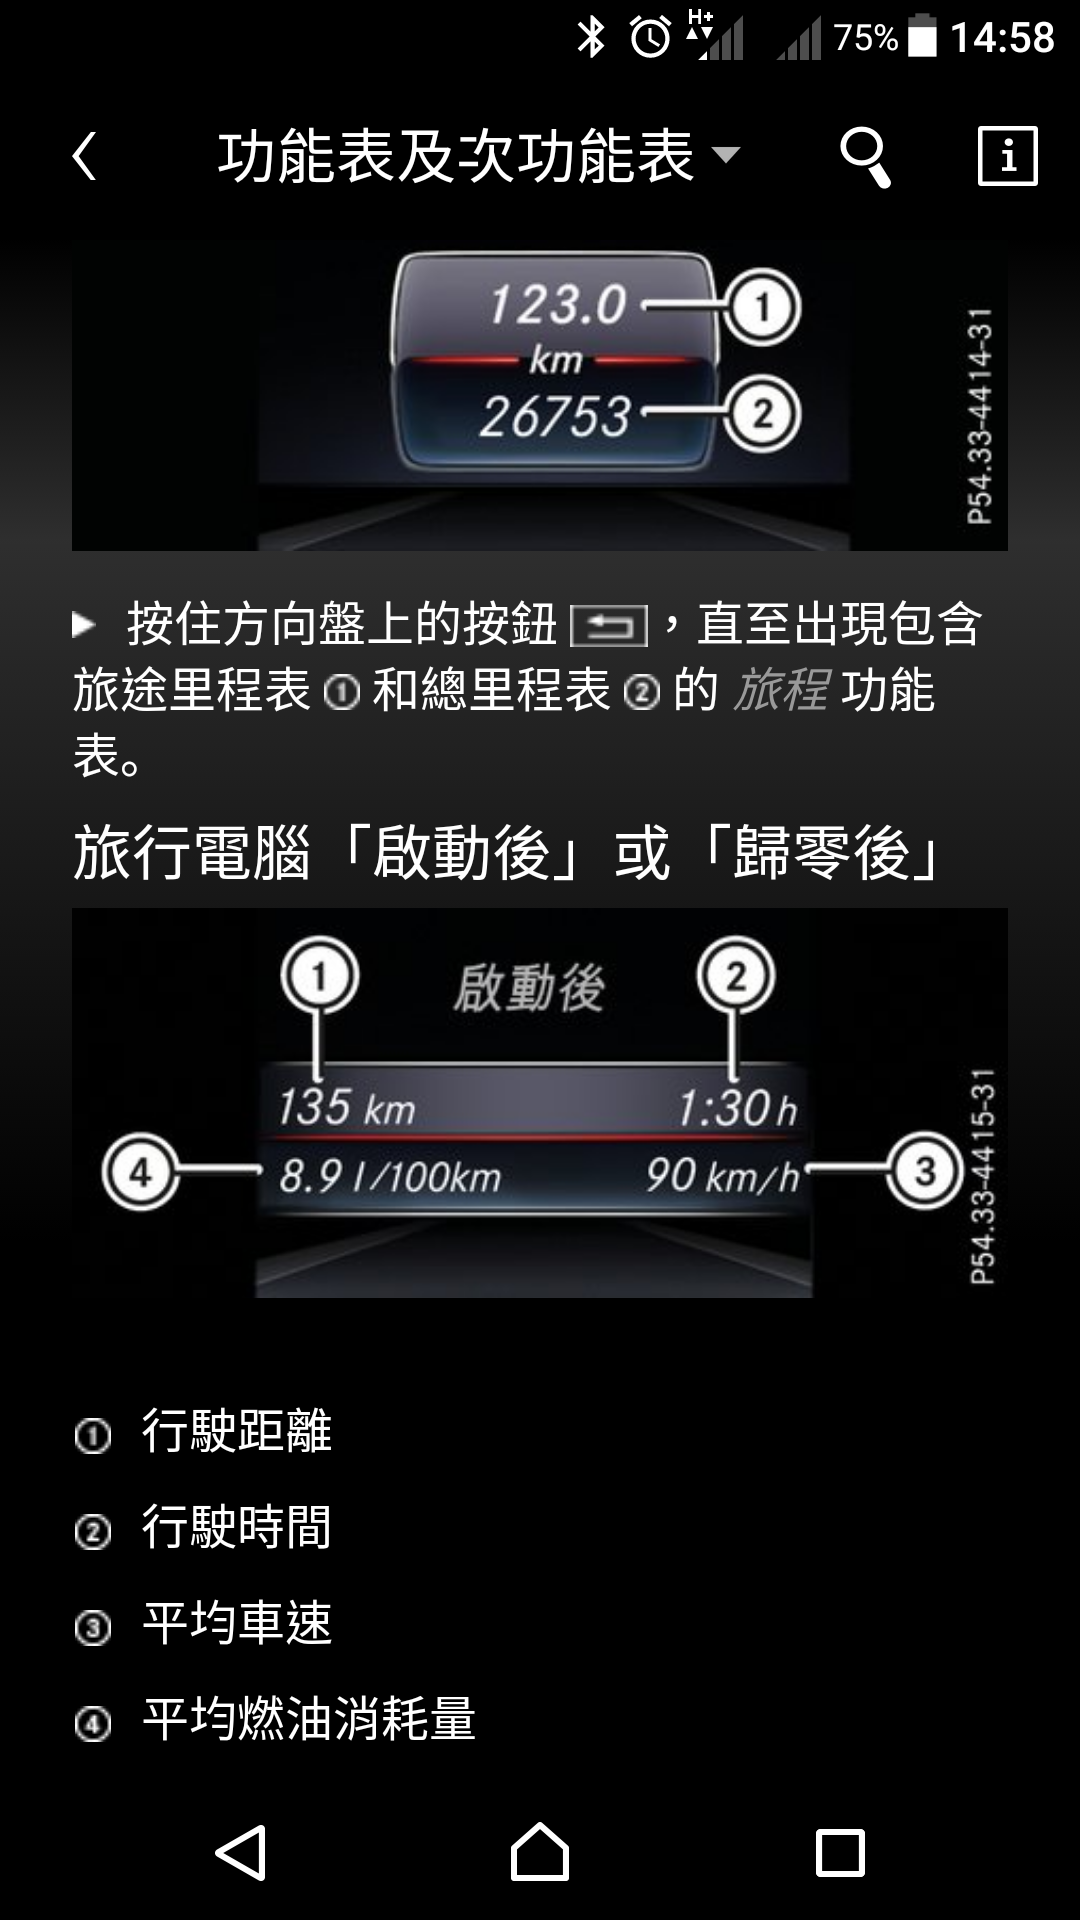 H+
75% 14:58
功能表及次功能表
123.0 ①
km
26753 ②
P54.33-4414-31
按住方向盤上的按鈕，直至出現包含
旅途里程表 ① 和總里程表 ② 的 旅程 功能
表。
旅行電腦「啟動後」或「歸零後」
① 啟動後 ②
135 km 1:30 h
④ 8.9 l/100km 90 km/h ③
P54.33-4415-31
① 行駛距離
② 行駛時間
③ 平均車速
④ 平均燃油消耗量